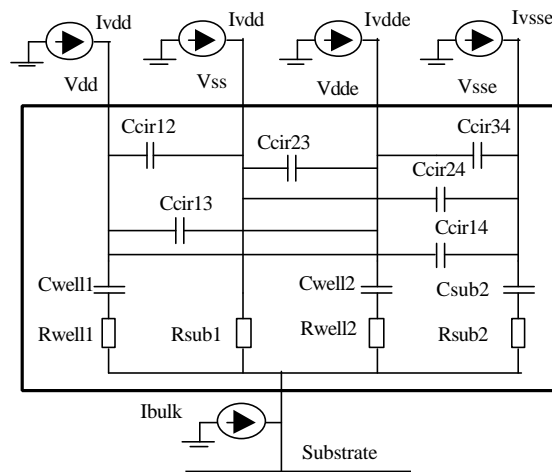 Ivdd Ivdd Ivdde Ivsse
Vdd Vss Vdde Vsse
Ccir12 Ccir23 Ccir34
Ccir24
Ccir13
Ccir14
Cwell1 Cwell2 Csub2
Rwell1 Rsub1 Rwell2 Rsub2
Ibulk
Substrate